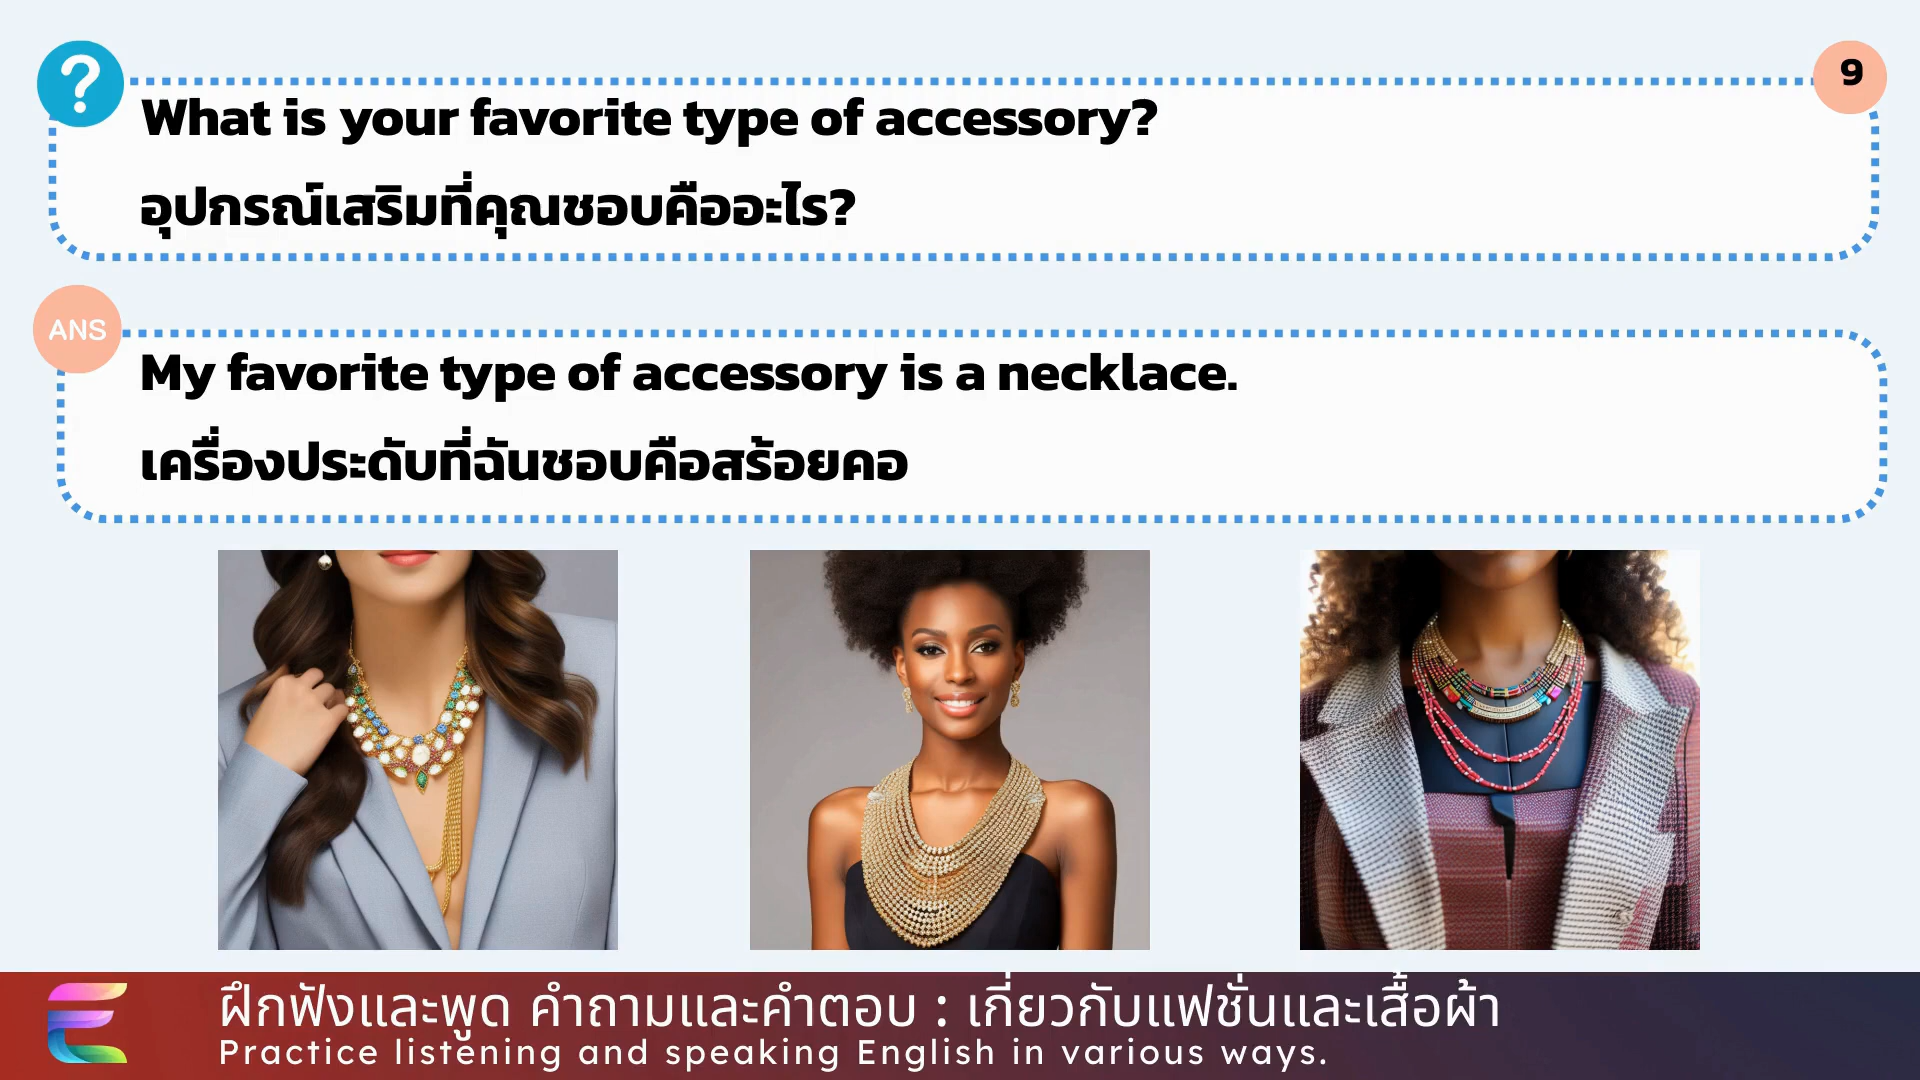 9
What is your favorite type of accessory?
อุปกรณ์เสริมที่คุณชอบคืออะไร?
ANS
My favorite type of accessory is a necklace.
เครื่องประดับที่ฉันชอบคือสร้อยคอ
ฝึกฟังและพูด คำถามและคำตอบ : เกี่ยวกับแฟชั่นและเสื้อผ้า
Practice listening and speaking English in various ways.